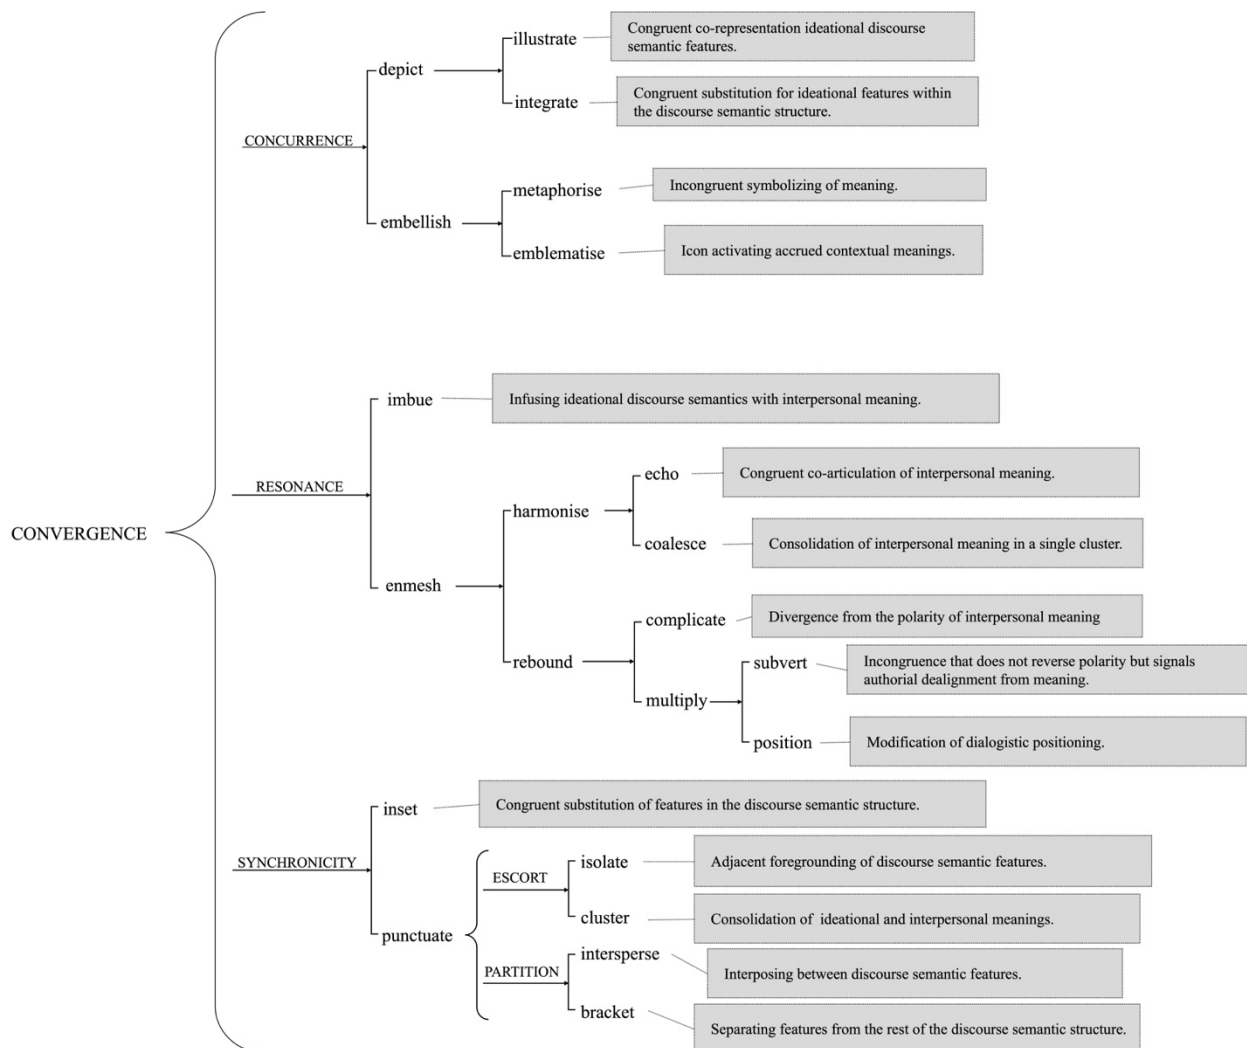 illustrate
Congruent co-representation ideational discourse
semantic features.
depict
integrate
Congruent substitution for ideational features within
the discourse semantic structure.
CONCURRENCE
metaphorise
Incongruent symbolizing of meaning.
embellish
emblematise
Icon activating accrued contextual meanings.
imbue
Infusing ideational discourse semantics with interpersonal meaning.
echo
Congruent co-articulation of interpersonal meaning.
RESONANCE
harmonise
CONVERGENCE
coalesce
Consolidation of interpersonal meaning in a single cluster.
enmesh
complicate
Divergence from the polarity of interpersonal meaning
rebound
subvert
Incongruence that does not reverse polarity but signals
authorial dealignment from meaning.
multiply
position
Modification of dialogistic positioning.
inset
Congruent substitution of features in the discourse semantic structure.
SYNCHRONICITY
isolate
Adjacent foregrounding of discourse semantic features.
ESCORT
cluster
Consolidation of ideational and interpersonal meanings.
punctuate
intersperse
Interposing between discourse semantic features.
PARTITION
bracket
Separating features from the rest of the discourse semantic structure.